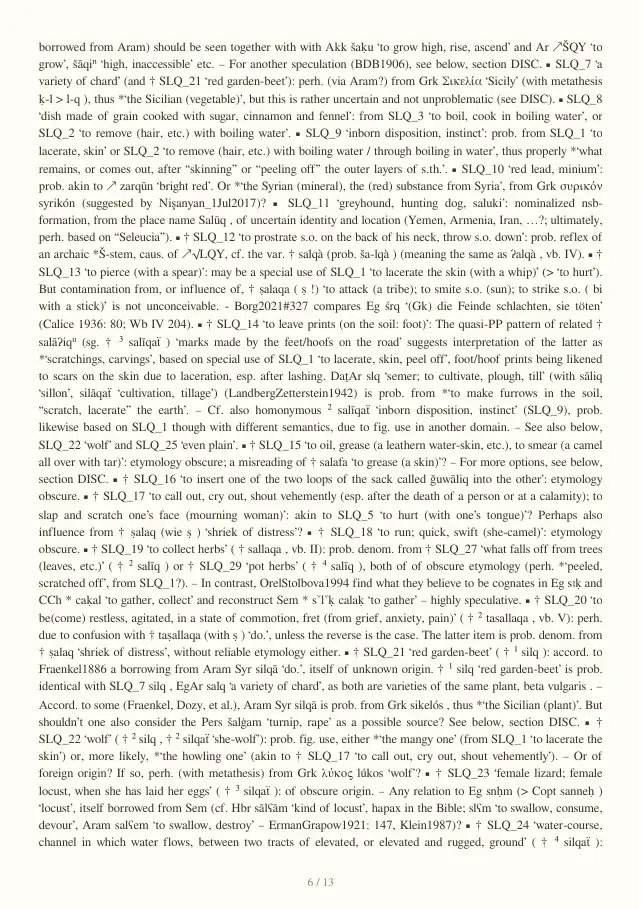 borrowed from Aram) should be seen together with with Akk šaḳu ‘to grow high, rise, ascend’ and Ar ↗ŠQY ‘to
grow’, šāqiⁿ ‘high, inaccessible’ etc. – For another speculation (BDB1906), see below, section DISC. ▪ SLQ_7 ‘a
variety of chard’ (and † SLQ_21 ‘red garden-beet’): perh. (via Aram?) from Grk Σικελία ‘Sicily’ (with metathesis
ḳ-l > l-q ), thus *‘the Sicilian (vegetable)’, but this is rather uncertain and not unproblematic (see DISC). ▪ SLQ_8
‘dish made of grain cooked with sugar, cinnamon and fennel’: from SLQ_3 ‘to boil, cook in boiling water’, or
SLQ_2 ‘to remove (hair, etc.) with boiling water’. ▪ SLQ_9 ‘inborn disposition, instinct’: prob. from SLQ_1 ‘to
lacerate, skin’ or SLQ_2 ‘to remove (hair, etc.) with boiling water / through boiling in water’, thus properly *‘what
remains, or comes out, after “skinning” or “peeling off” the outer layers of s.th.’. ▪ SLQ_10 ‘red lead, minium’:
prob. akin to ↗ zarqūn ‘bright red’. Or *‘the Syrian (mineral), the (red) substance from Syria’, from Grk συρικόν
syrikón (suggested by Nişanyan_1Jul2017)? ▪ SLQ_11 ‘greyhound, hunting dog, saluki’: nominalized nsb-
formation, from the place name Salūq , of uncertain identity and location (Yemen, Armenia, Iran, …?; ultimately,
perh. based on “Seleucia”). ▪ † SLQ_12 ‘to prostrate s.o. on the back of his neck, throw s.o. down’: prob. reflex of
an archaic *Š-stem, caus. of ↗√LQY, cf. the var. † salqà (prob. ša-lqà ) (meaning the same as ʔalqà , vb. IV). ▪ †
SLQ_13 ‘to pierce (with a spear)’: may be a special use of SLQ_1 ‘to lacerate the skin (with a whip)’ (> ‘to hurt’).
But contamination from, or influence of, † ṣalaqa ( ṣ !) ‘to attack (a tribe); to smite s.o. (sun); to strike s.o. ( bi
with a stick)’ is not unconceivable. - Borg2021#327 compares Eg śrq ‘(Gk) die Feinde schlachten, sie töten’
(Calice 1936: 80; Wb IV 204). ▪ † SLQ_14 ‘to leave prints (on the soil: foot)’: The quasi-PP pattern of related †
salāʔiqᵘ (sg. † ³ salīqaẗ ) ‘marks made by the feet/hoofs on the road’ suggests interpretation of the latter as
*‘scratchings, carvings’, based on special use of SLQ_1 ‘to lacerate, skin, peel off’, foot/hoof prints being likened
to scars on the skin due to laceration, esp. after lashing. DaṯAr slq ‘semer; to cultivate, plough, till’ (with sāliq
‘sillon’, silāqaẗ ‘cultivation, tillage’) (LandbergZetterstein1942) is prob. from *‘to make furrows in the soil,
“scratch, lacerate” the earth’. – Cf. also homonymous ² salīqaẗ ‘inborn disposition, instinct’ (SLQ_9), prob.
likewise based on SLQ_1 though with different semantics, due to fig. use in another domain. – See also below,
SLQ_22 ‘wolf’ and SLQ_25 ‘even plain’. ▪ † SLQ_15 ‘to oil, grease (a leathern water-skin, etc.), to smear (a camel
all over with tar)’: etymology obscure; a misreading of † salafa ‘to grease (a skin)’? – For more options, see below,
section DISC. ▪ † SLQ_16 ‘to insert one of the two loops of the sack called ǧuwāliq into the other’: etymology
obscure. ▪ † SLQ_17 ‘to call out, cry out, shout vehemently (esp. after the death of a person or at a calamity); to
slap and scratch one’s face (mourning woman)’: akin to SLQ_5 ‘to hurt (with one’s tongue)’? Perhaps also
influence from † ṣalaq (wie ṣ ) ‘shriek of distress’? ▪ † SLQ_18 ‘to run; quick, swift (she-camel)’: etymology
obscure. ▪ † SLQ_19 ‘to collect herbs’ ( † sallaqa , vb. II): prob. denom. from † SLQ_27 ‘what falls off from trees
(leaves, etc.)’ ( † ² salīq ) or † SLQ_29 ‘pot herbs’ ( † ⁴ salīq ), both of of obscure etymology (perh. *‘peeled,
scratched off’, from SLQ_1?). – In contrast, OrelStolbova1994 find what they believe to be cognates in Eg sṯḳ and
CCh * caḳal ‘to gather, collect’ and reconstruct Sem * sˇlˇḳ calaḳ ‘to gather’ – highly speculative. ▪ † SLQ_20 ‘to
be(come) restless, agitated, in a state of commotion, fret (from grief, anxiety, pain)’ ( † ² tasallaqa , vb. V): perh.
due to confusion with † taṣallaqa (with ṣ ) ‘do.’, unless the reverse is the case. The latter item is prob. denom. from
† ṣalaq ‘shriek of distress’, without reliable etymology either. ▪ † SLQ_21 ‘red garden-beet’ ( † ¹ silq ): accord. to
Fraenkel1886 a borrowing from Aram Syr silqā ‘do.’, itself of unknown origin. † ¹ silq ‘red garden-beet’ is prob.
identical with SLQ_7 silq , EgAr salq ‘a variety of chard’, as both are varieties of the same plant, beta vulgaris . –
Accord. to some (Fraenkel, Dozy, et al.), Aram Syr silqā is prob. from Grk sikelós , thus *‘the Sicilian (plant)’. But
shouldn’t one also consider the Pers šalġam ‘turnip, rape’ as a possible source? See below, section DISC. ▪ †
SLQ_22 ‘wolf’ ( † ² silq , † ² silqaẗ ‘she-wolf’): prob. fig. use, either *‘the mangy one’ (from SLQ_1 ‘to lacerate the
skin’) or, more likely, *‘the howling one’ (akin to † SLQ_17 ‘to call out, cry out, shout vehemently’). – Or of
foreign origin? If so, perh. (with metathesis) from Grk λύκος lúkos ‘wolf’? ▪ † SLQ_23 ‘female lizard; female
locust, when she has laid her eggs’ ( † ³ silqaẗ ): of obscure origin. – Any relation to Eg snḥm (> Copt sanneḥ )
‘locust’, itself borrowed from Sem (cf. Hbr sālʕām ‘kind of locust’, hapax in the Bible; slʕm ‘to swallow, consume,
devour’, Aram salʕem ‘to swallow, destroy’ – ErmanGrapow1921: 147, Klein1987)? ▪ † SLQ_24 ‘water-course,
channel in which water flows, between two tracts of elevated, or elevated and rugged, ground’ ( † ⁴ silqaẗ ):
6 / 13